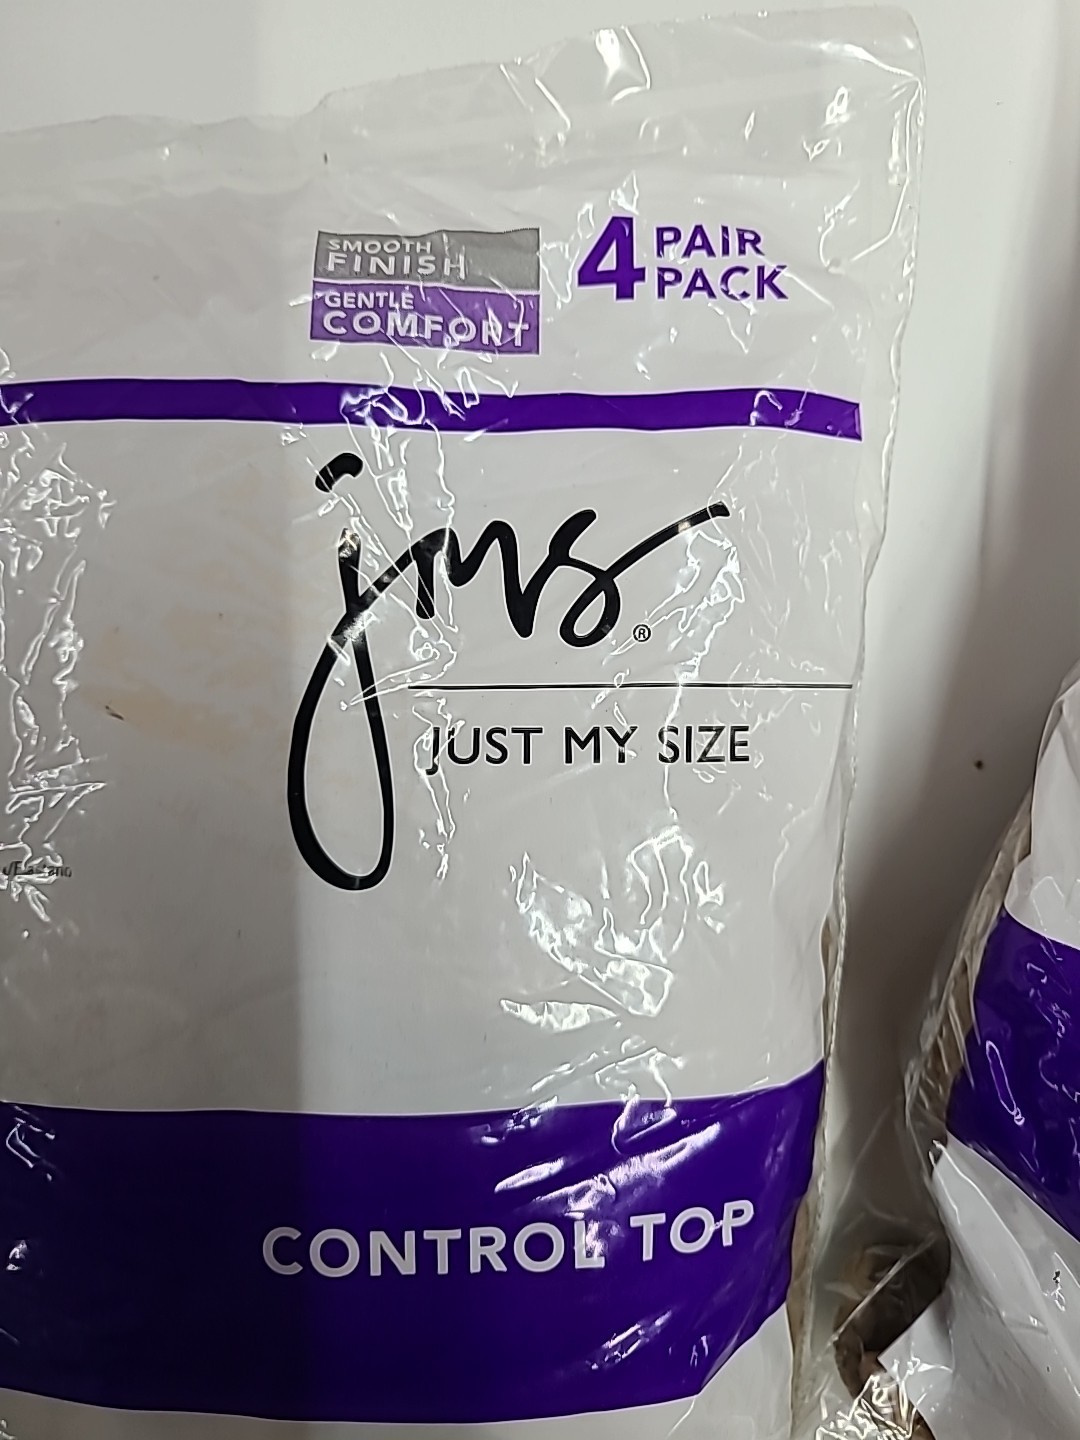 SMOOTH
FINISH
GENTLE
COMFORT
4 PAIR
PACK
jms®
JUST MY SIZE
CONTROL TOP